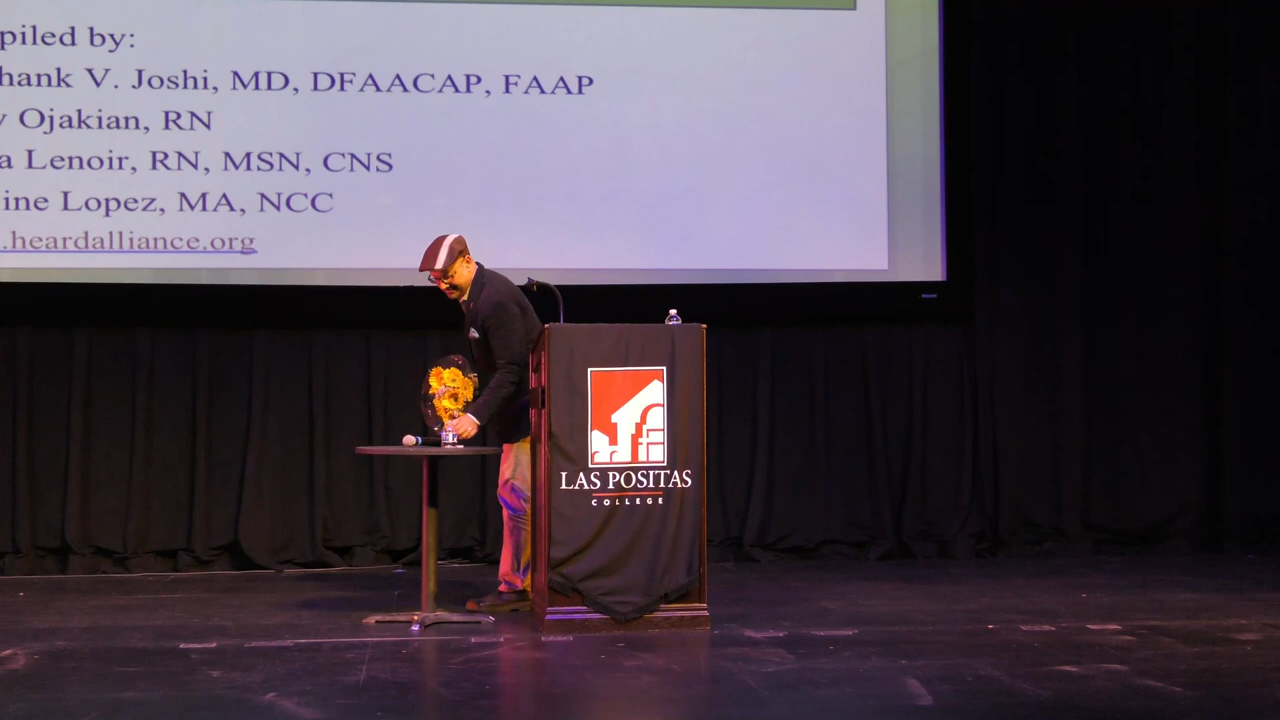 piled by:
hank V. Joshi, MD, DFAACAP, FAAP
y Ojakian, RN
a Lenoir, RN, MSN, CNS
ine Lopez, MA, NCC
.heardalliance.org
LAS POSITAS
COLLEGE